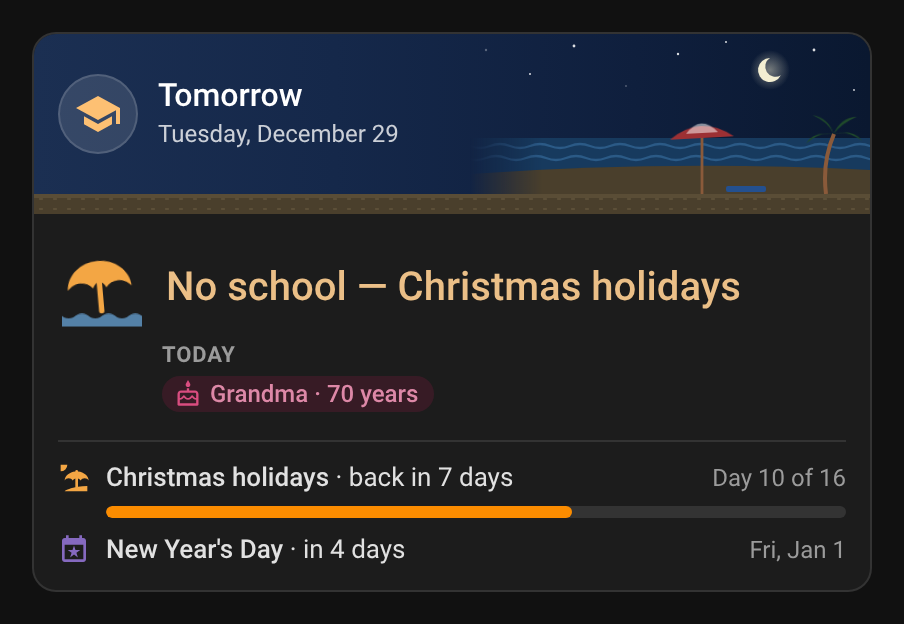 Tomorrow
Tuesday, December 29
No school — Christmas holidays
TODAY
Grandma · 70 years
Christmas holidays · back in 7 days Day 10 of 16
New Year's Day · in 4 days Fri, Jan 1